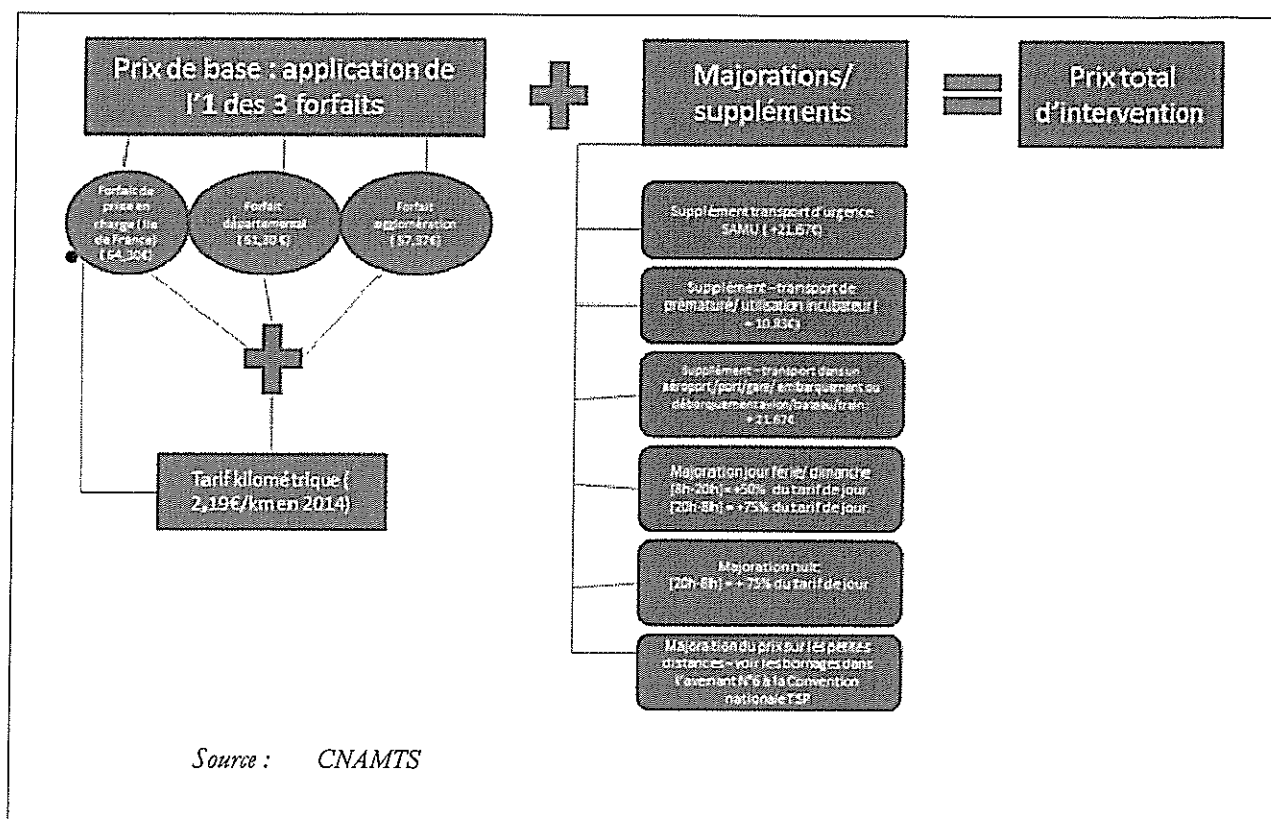 Prix de base : application de
l'1 des 3 forfaits
Majorations/
suppléments
Prix total
d'intervention
Forfait de
prise en
charge (Ile
de France)
(64,30€)
Forfait
départemental
(51,30 €)
Forfait
agglomération
(57,37€)
Tarif kilométrique (
2,19€/km en 2014)
Supplément transport d'urgence
SAMU ( +21.67€)
Supplément – transport de
prématuré/ utilisation incubateur (
+ 10.83€)
Supplément – transport dans un
aéroport/port/gare/ embarquement ou
débarquement avion/bateau/train:
+ 21.67€
Majoration jour férié/ dimanche
[8h-20h] = +50% du tarif de jour
[20h-8h] = +75% du tarif de jour
Majoration nuit:
[20h-8h] = + 75% du tarif de jour
Majoration du prix sur les petites
distances – voir les bornages dans
l'avenant N°6 à la Convention
nationale TSP
Source : CNAMTS